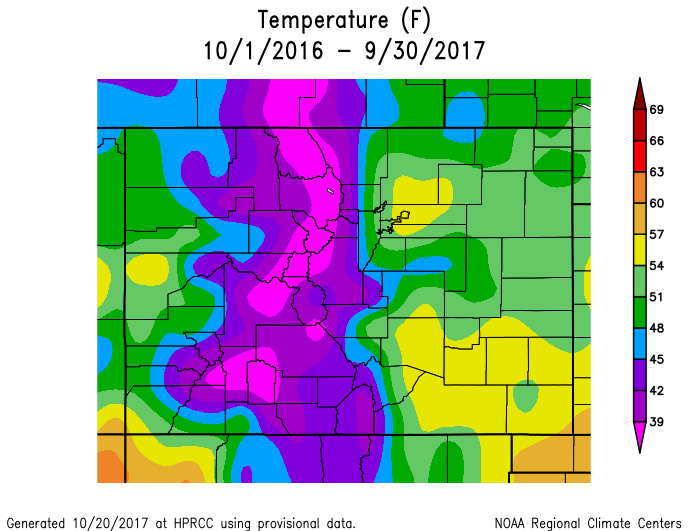 Temperature (F)
10/1/2016 – 9/30/2017
69
66
63
60
57
54
51
48
45
42
39
Generated 10/20/2017 at HPRCC using provisional data.
NOAA Regional Climate Centers